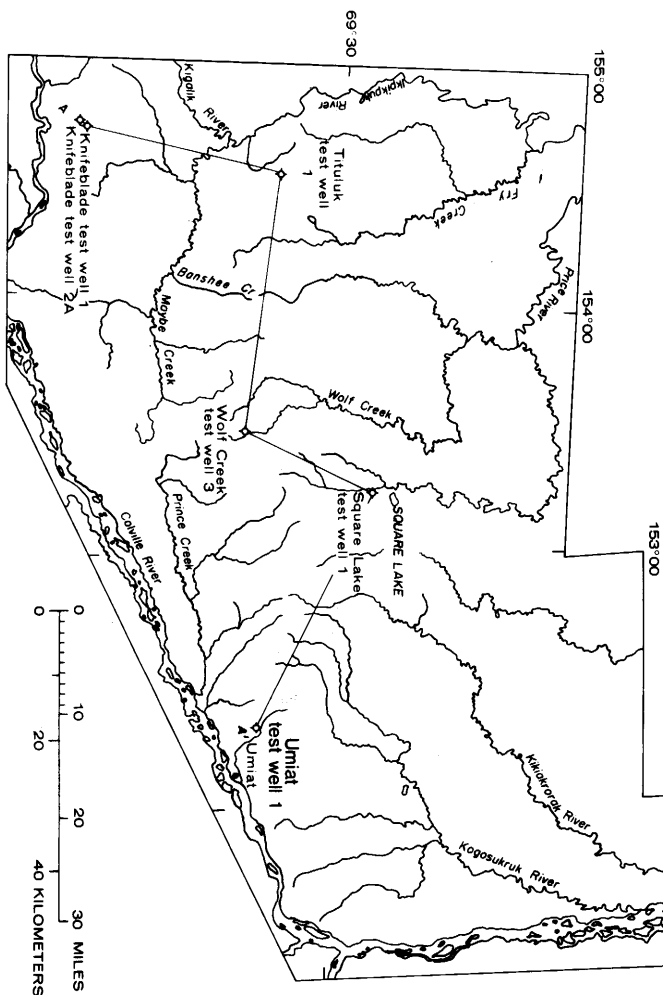 155°00
154°00
153°00
69°30
Ikpikpuk
River
Kigalik
River
Fry
Creek
Price River
Tituluk
test well
1
A
Knifeblade test well 1
Knifeblade test well 2A
Banshee Cr
Maybe
Creek
Wolf Creek
Wolf Creek
test well 3
SQUARE LAKE
Square Lake
test well 1
Prince Creek
Colville River
Umiat
test well 1
A'
Umiat
Kikiakrorak River
Kogosukruk River
0 10 20 30 MILES
0 20 40 KILOMETERS